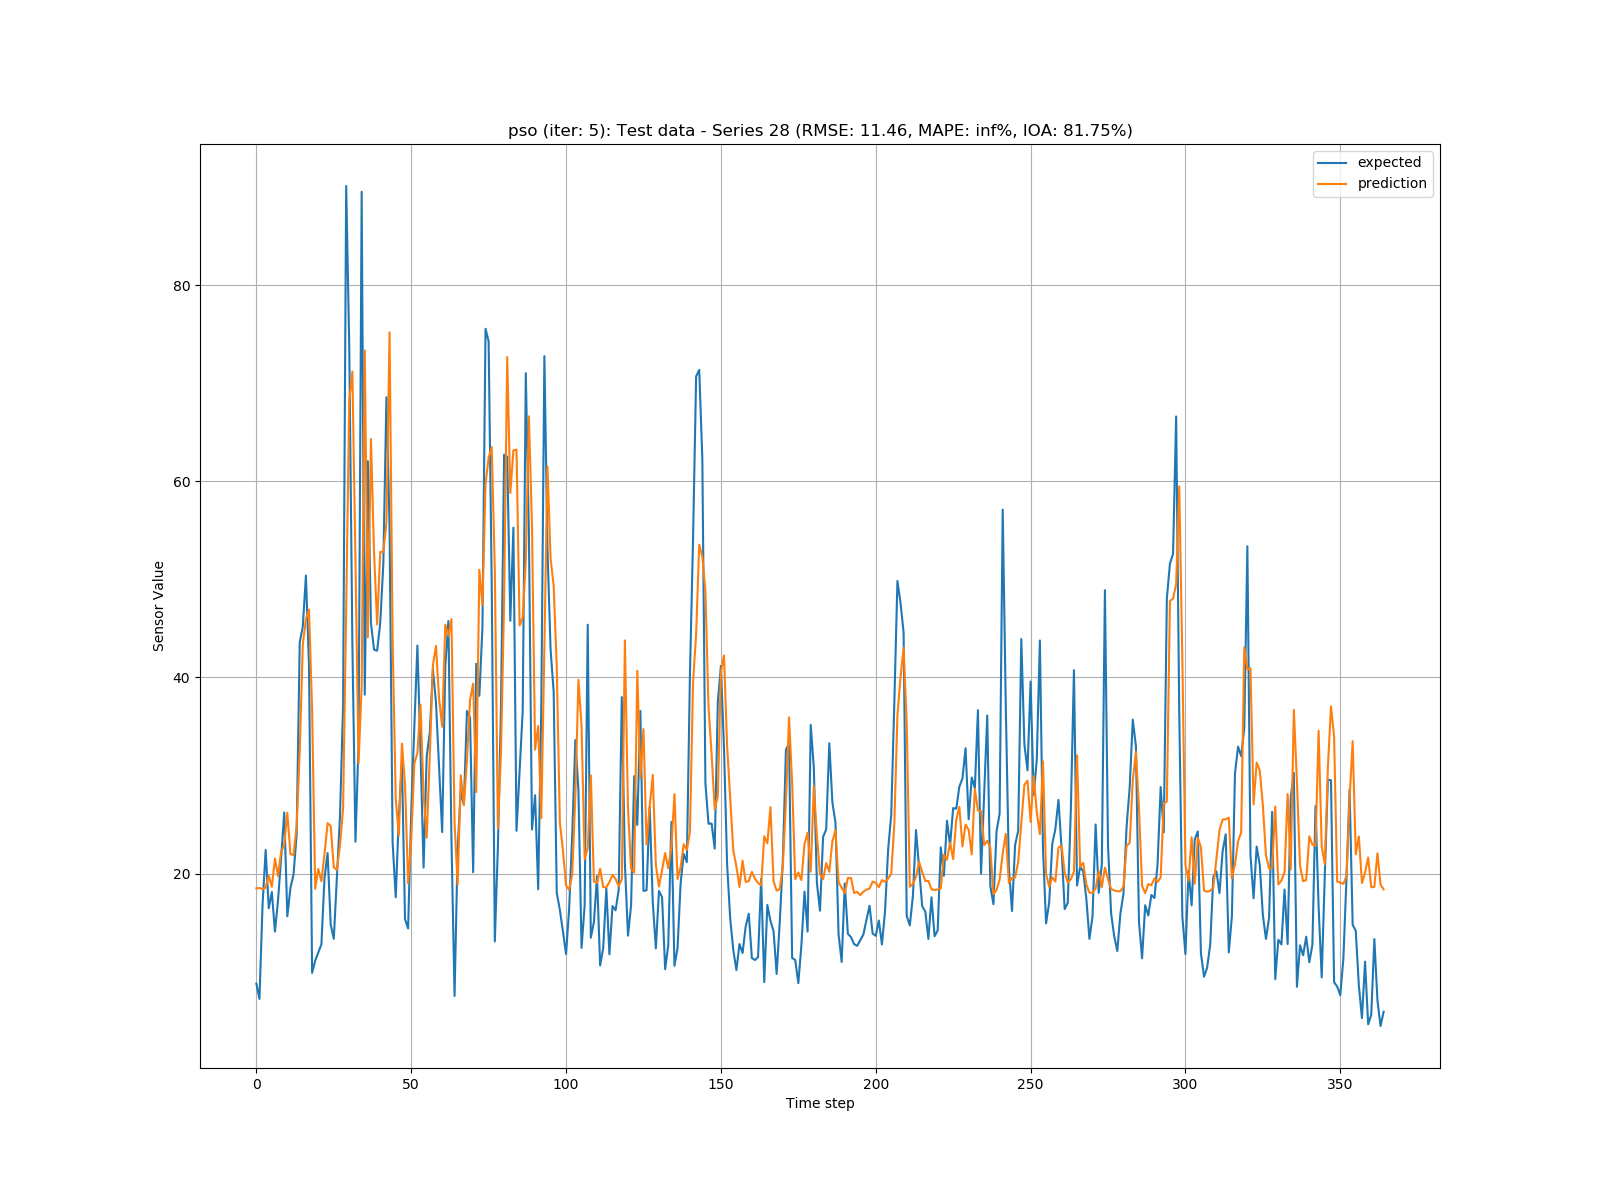 pso (iter: 5): Test data - Series 28 (RMSE: 11.46, MAPE: inf%, IOA: 81.75%)
expected
prediction
80
60
40
20
Sensor Value
0 50 100 150 200 250 300 350
Time step